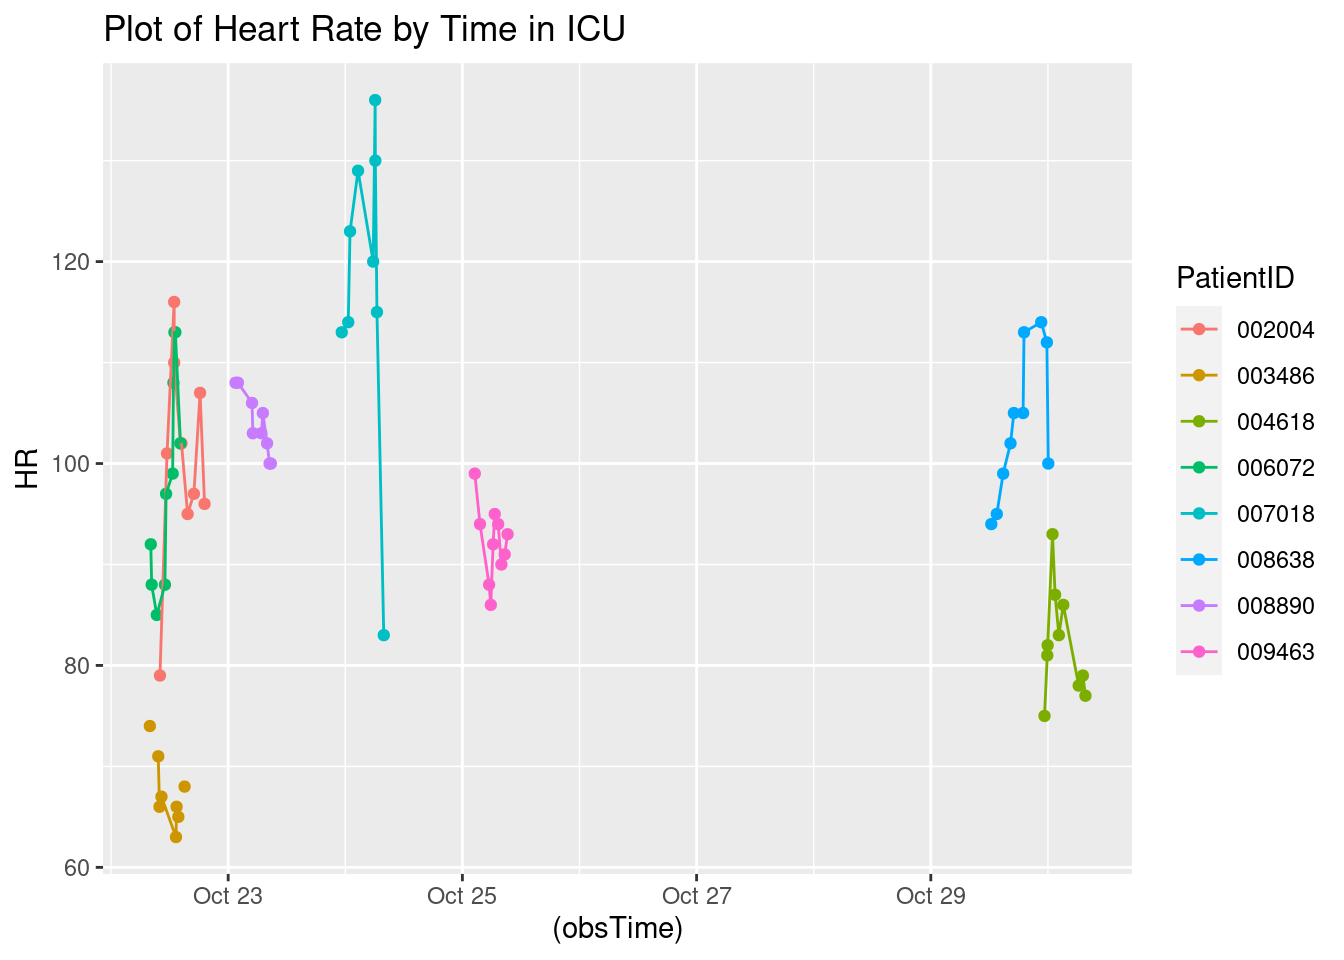 Plot of Heart Rate by Time in ICU
HR
120
100
80
60
Oct 23
Oct 25
Oct 27
Oct 29
(obsTime)
PatientID
002004
003486
004618
006072
007018
008638
008890
009463